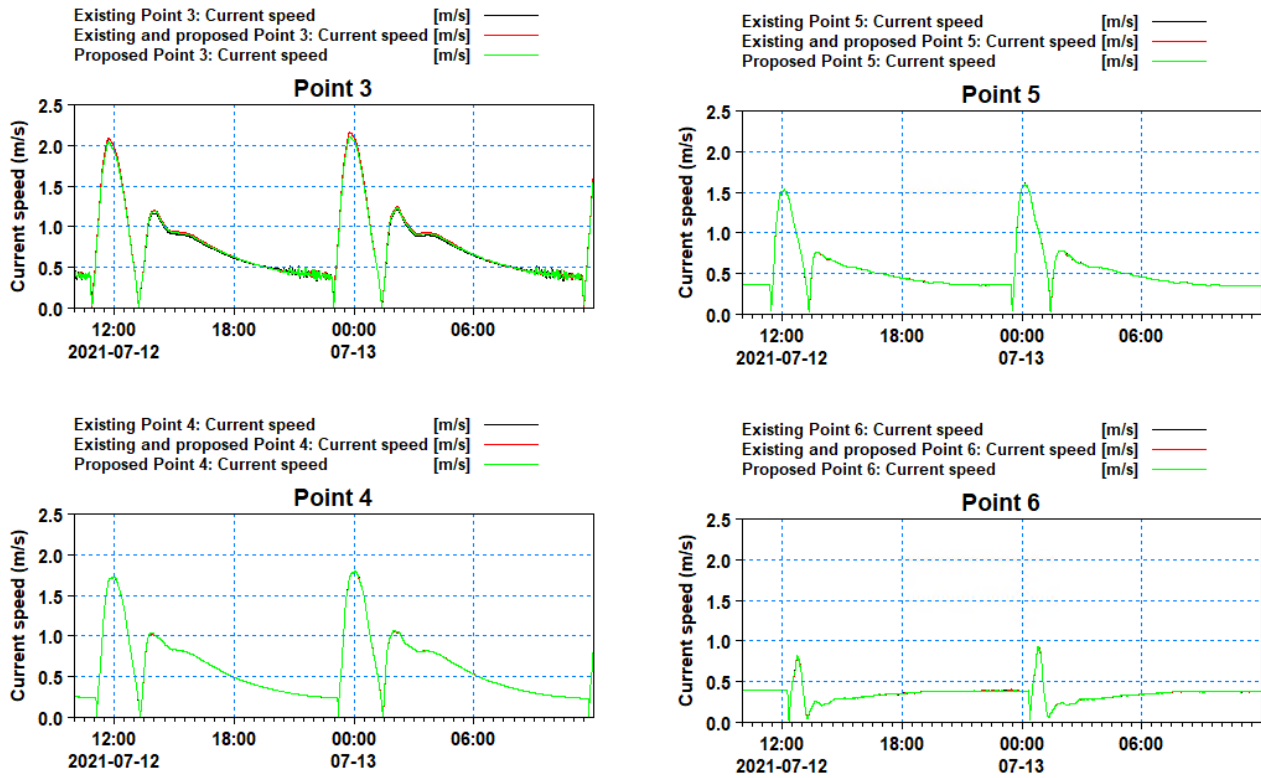 Existing Point 3: Current speed [m/s]
Existing and proposed Point 3: Current speed [m/s]
Proposed Point 3: Current speed [m/s]
Point 3
Current speed (m/s)
2.5
2.0
1.5
1.0
0.5
0.0
12:00 18:00 00:00 06:00
2021-07-12 07-13
Existing Point 5: Current speed [m/s]
Existing and proposed Point 5: Current speed [m/s]
Proposed Point 5: Current speed [m/s]
Point 5
Current speed (m/s)
2.5
2.0
1.5
1.0
0.5
0.0
12:00 18:00 00:00 06:00
2021-07-12 07-13
Existing Point 4: Current speed [m/s]
Existing and proposed Point 4: Current speed [m/s]
Proposed Point 4: Current speed [m/s]
Point 4
Current speed (m/s)
2.5
2.0
1.5
1.0
0.5
0.0
12:00 18:00 00:00 06:00
2021-07-12 07-13
Existing Point 6: Current speed [m/s]
Existing and proposed Point 6: Current speed [m/s]
Proposed Point 6: Current speed [m/s]
Point 6
Current speed (m/s)
2.5
2.0
1.5
1.0
0.5
0.0
12:00 18:00 00:00 06:00
2021-07-12 07-13